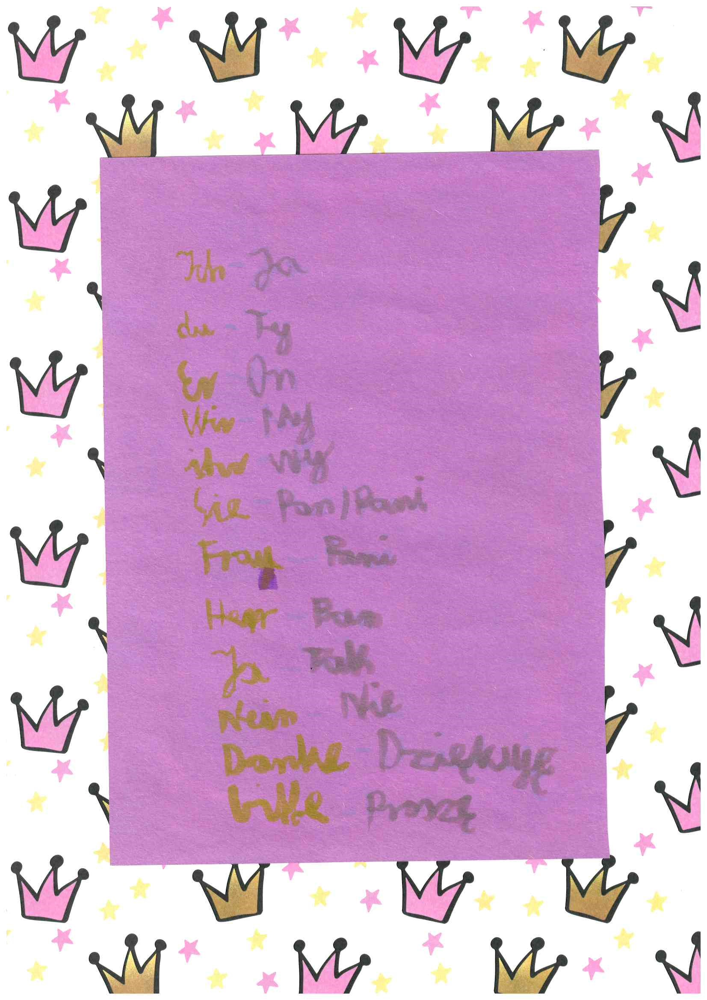 Ich - Ja
du - Ty
Er - On
Wir - My
ihr - wy
Sie - Pan/Pani
Frau - Pani
Herr - Pan
Ja - Tak
Nein - Nie
Danke - Dziękuję
bitte - Proszę